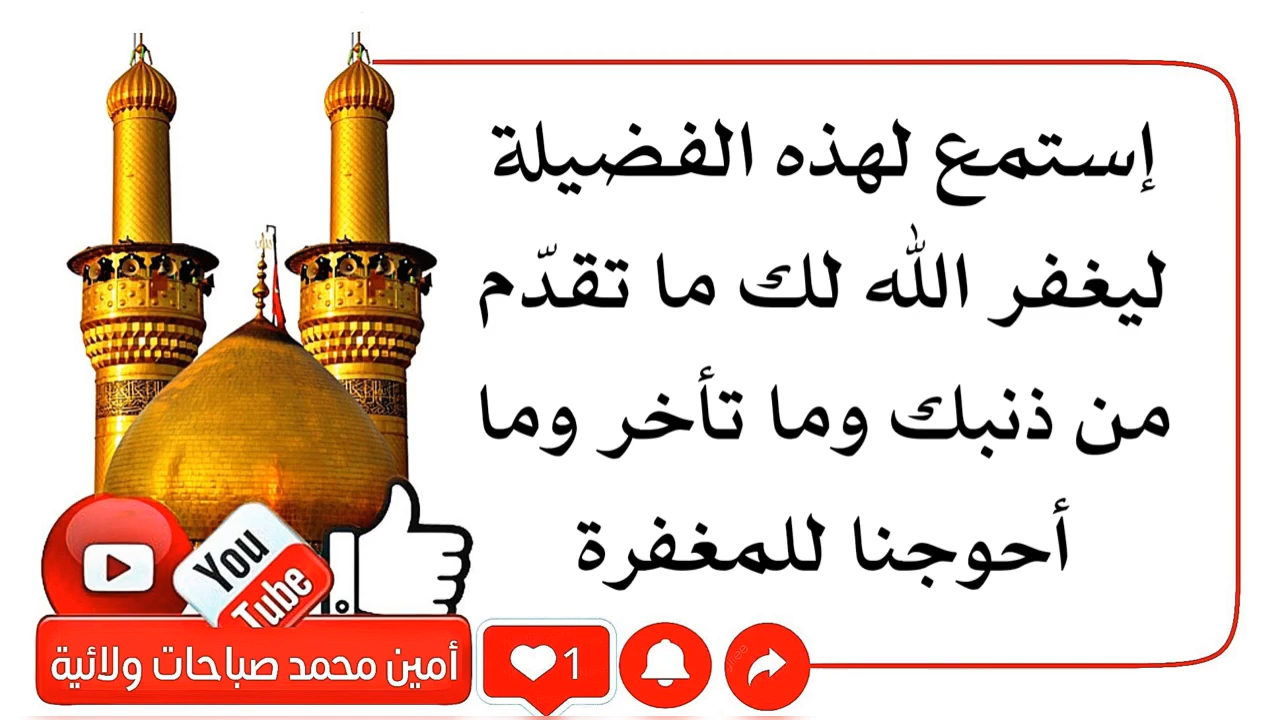 إستمع لهذه الفضيلة
ليغفر الله لك ما تقدّم
من ذنبك وما تأخر وما
أحوجنا للمغفرة
You
Tube
أمين محمد صباحات ولائية
1